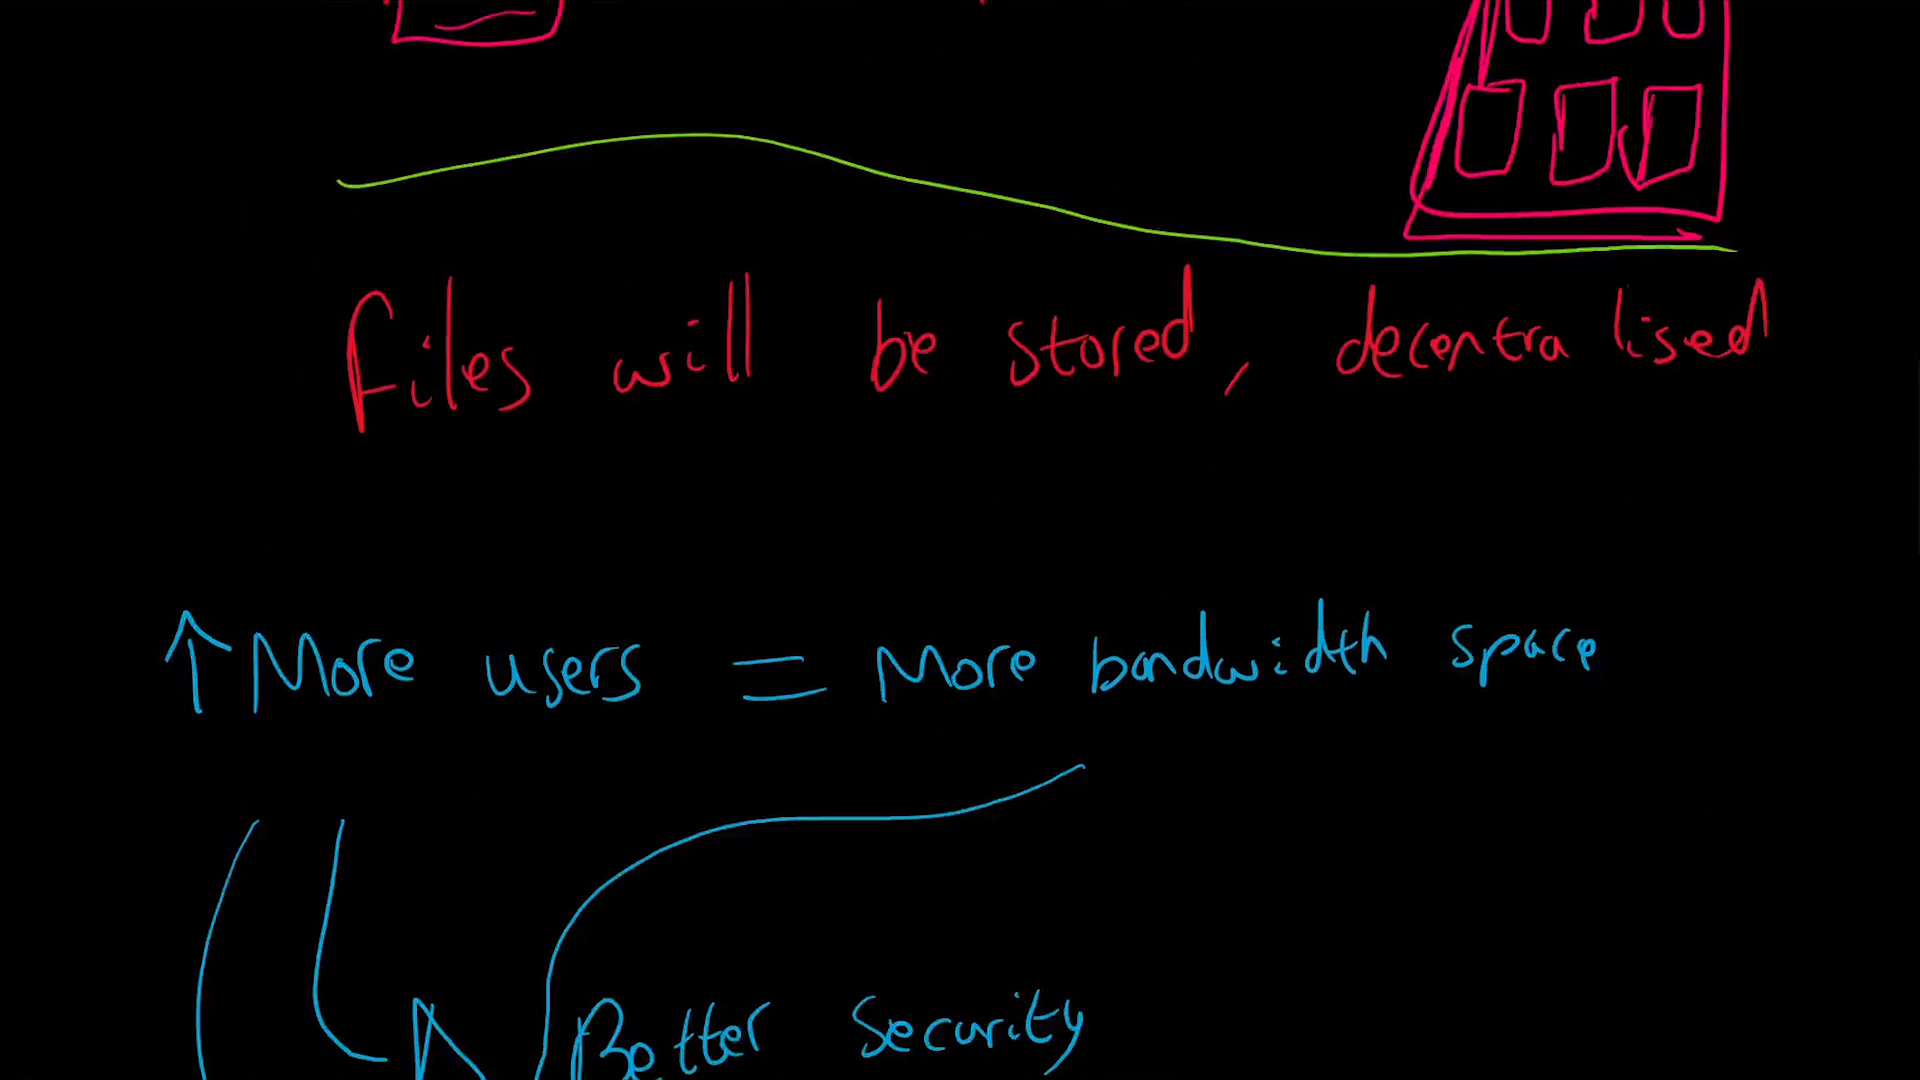 Files will be stored, decentralised
↑ More users = More bandwidth space
Better security